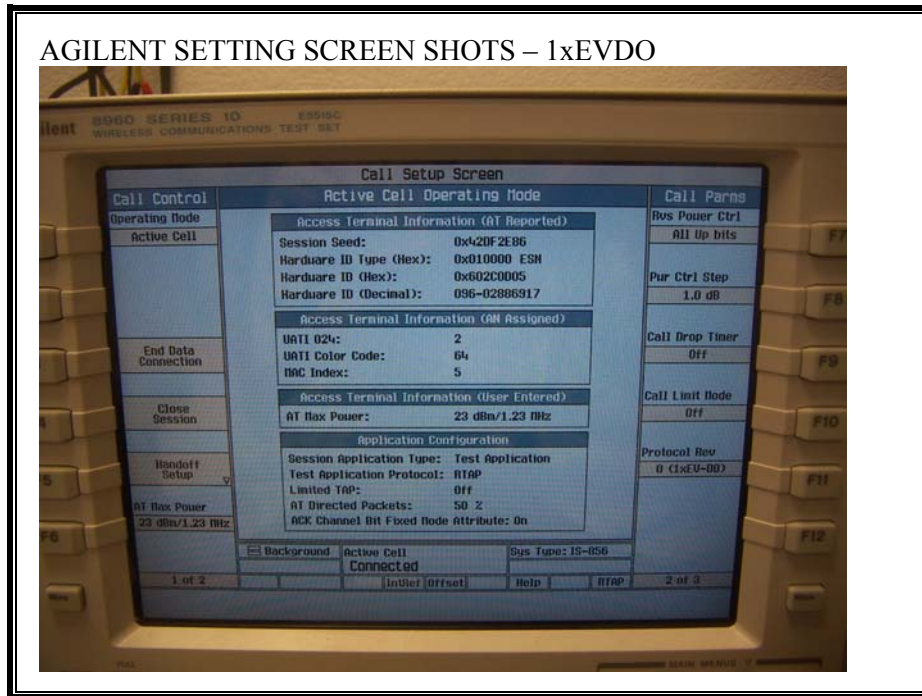 AGILENT SETTING SCREEN SHOTS – 1xEVDO
8960 SERIES 10 E5515C
WIRELESS COMMUNICATIONS TEST SET
Call Setup Screen
Call Control
Operating Mode
Active Cell
End Data
Connection
Close
Session
Handoff
Setup
AT Max Power
23 dBm/1.23 MHz
1 of 2
Active Cell Operating Mode
Access Terminal Information (AT Reported)
Session Seed: 0x420F2E86
Hardware ID Type (Hex): 0x010000 ESN
Hardware ID (Hex): 0x602C0D05
Hardware ID (Decimal): 096-02886917
Access Terminal Information (AN Assigned)
UATI 024: 2
UATI Color Code: 64
MAC Index: 5
Access Terminal Information (User Entered)
AT Max Power: 23 dBm/1.23 MHz
Application Configuration
Session Application Type: Test Application
Test Application Protocol: RTAP
Limited TAP: Off
AT Directed Packets: 50 %
ACK Channel Bit Fixed Mode Attribute: On
Background
Active Cell
Connected
Sys Type: IS-856
IntRef Offset Help RTAP
Call Parms
Rvs Power Ctrl
All Up bits
Pwr Ctrl Step
1.0 dB
Call Drop Timer
Off
Call Limit Mode
Off
Protocol Rev
0 (1xEV-DO)
2 of 3
F7
F8
F9
F10
F11
F12
F6